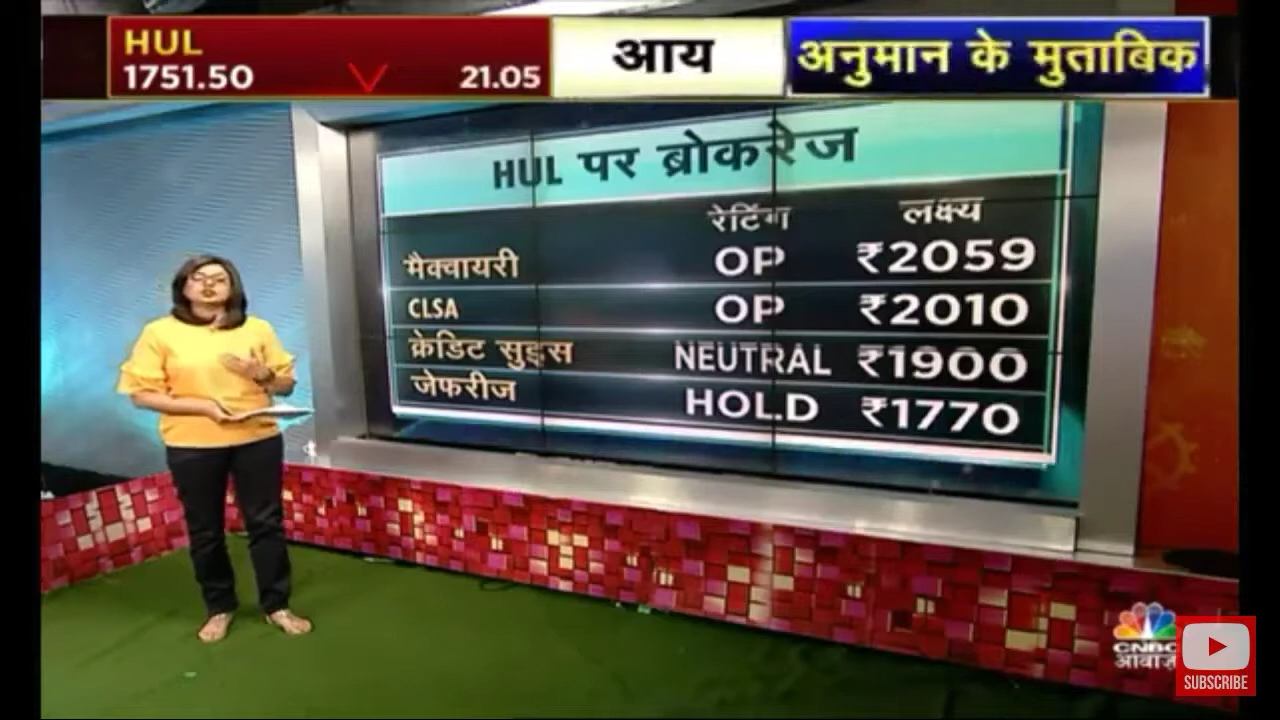 HUL
1751.50 21.05
आय
अनुमान के मुताबिक
HUL पर ब्रोकरेज
रेटिंग लक्ष्य
मैक्वायरी OP ₹2059
CLSA OP ₹2010
क्रेडिट सुइस NEUTRAL ₹1900
जेफरीज HOLD ₹1770
CNBC
आवाज़
SUBSCRIBE